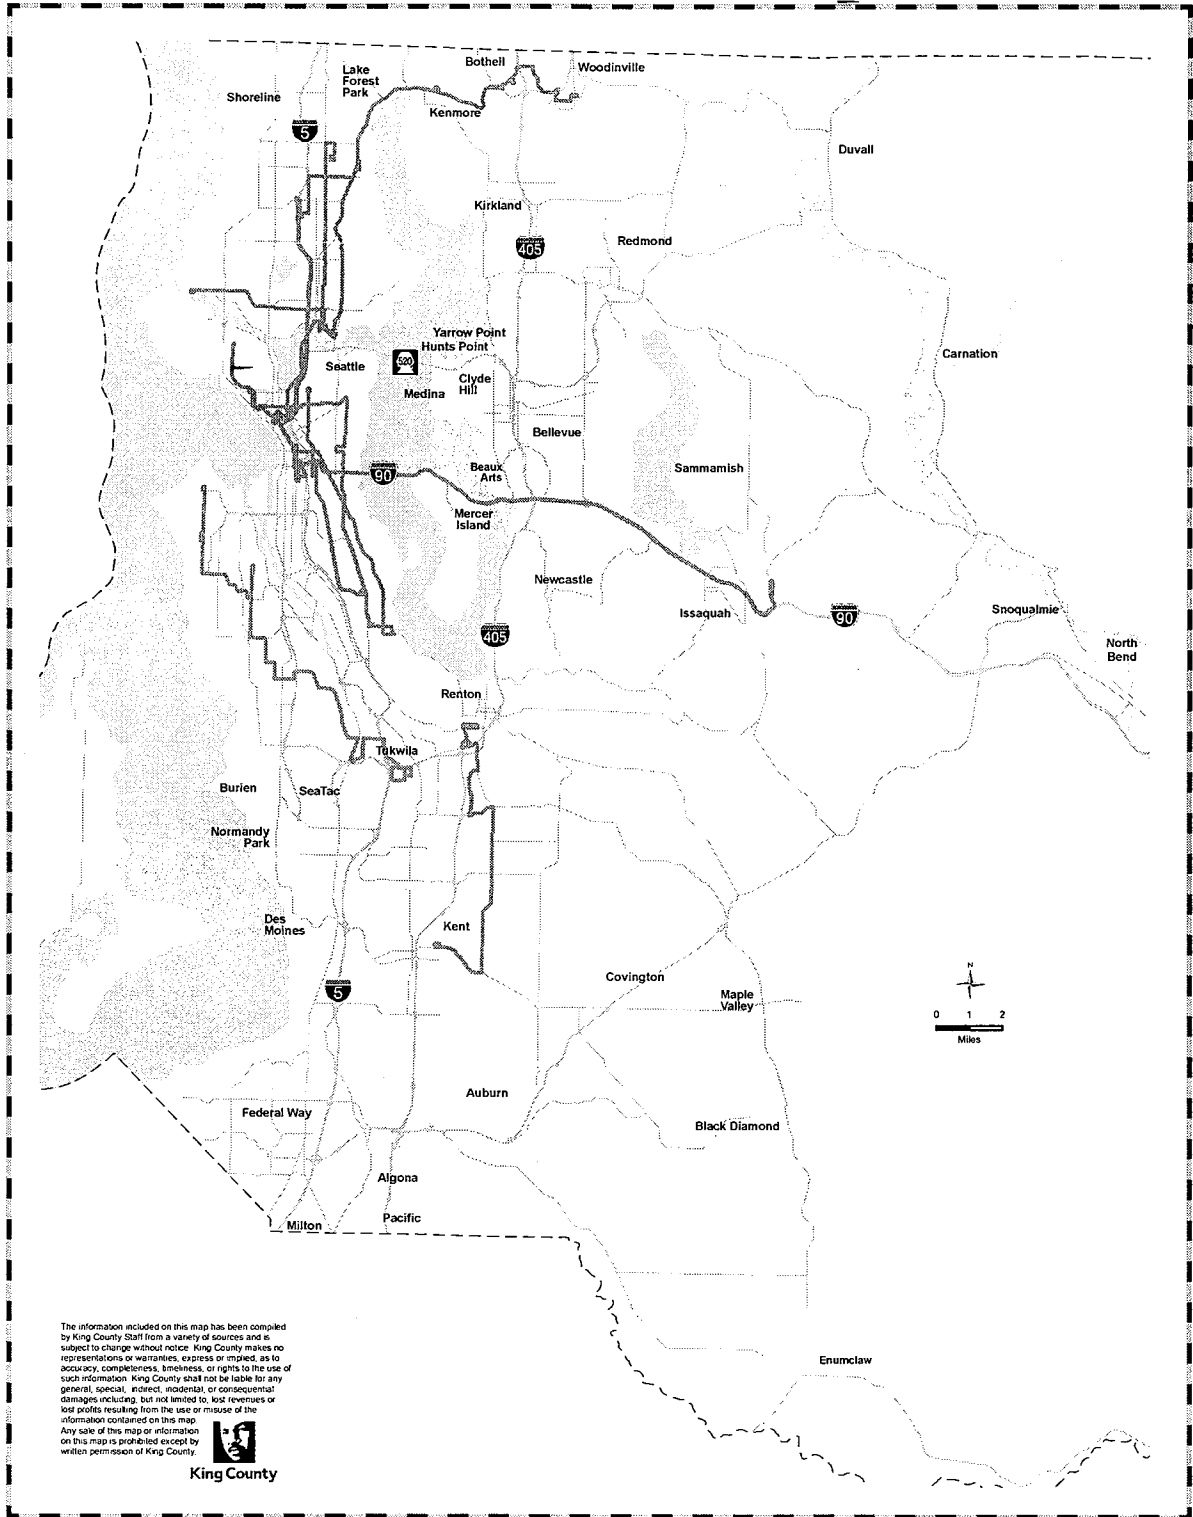 Bothell
Woodinville
Lake
Forest
Park
Shoreline
5
Kenmore
Duvall
Kirkland
405
Redmond
Yarrow Point
Hunts Point
520
Seattle
Carnation
Clyde
Hill
Medina
Bellevue
Beaux
Arts
90
Sammamish
Mercer
Island
Newcastle
Issaquah
90
Snoqualmie
405
North
Bend
Renton
Tukwila
Burien
SeaTac
Normandy
Park
Des
Moines
Kent
Covington
5
Maple
Valley
N
0 1 2
Miles
Auburn
Federal Way
Black Diamond
Algona
Pacific
Milton
Enumclaw
The information included on this map has been compiled
by King County Staff from a variety of sources and is
subject to change without notice. King County makes no
representations or warranties, express or implied, as to
accuracy, completeness, timeliness, or rights to the use of
such information. King County shall not be liable for any
general, special, indirect, incidental, or consequential
damages including, but not limited to, lost revenues or
lost profits resulting from the use or misuse of the
information contained on this map.
Any sale of this map or information
on this map is prohibited except by
written permission of King County.
King County